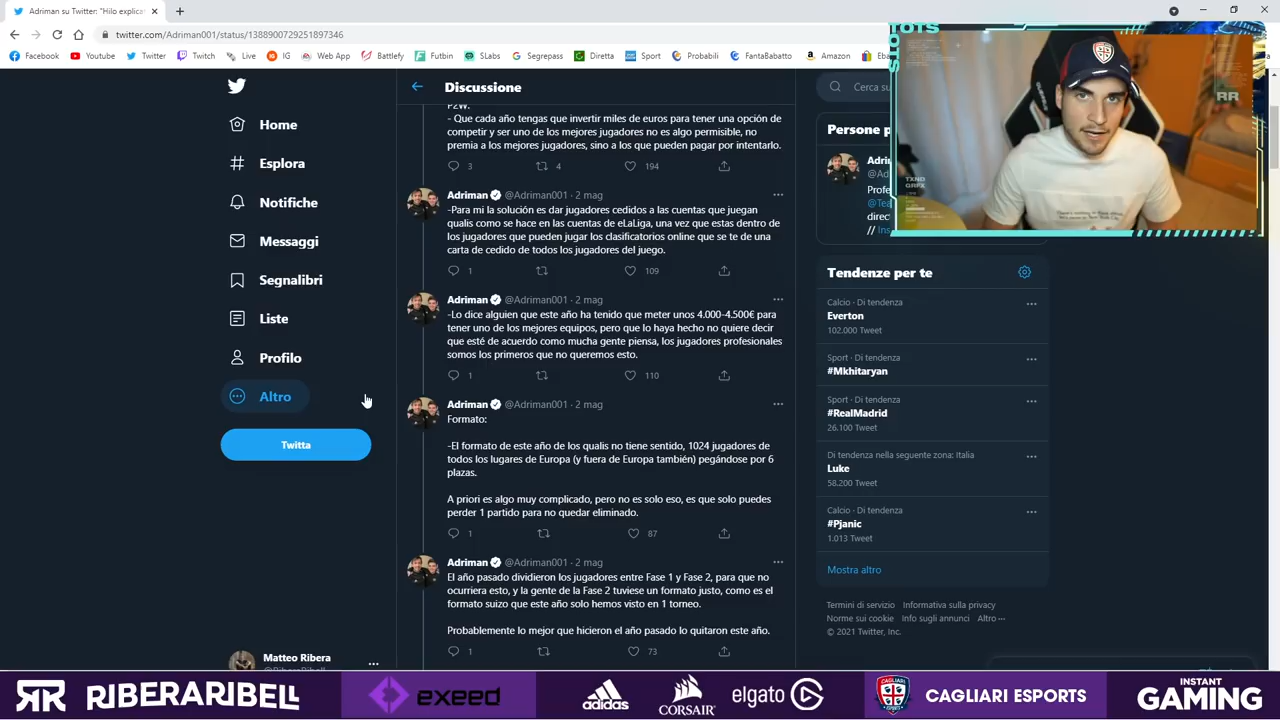 Adriman su Twitter: "Hilo explicat
twitter.com/Adriman001/status/1388900729251897346
Facebook
Youtube
Twitter
Twitch
Live
IG
Web App
Battlefy
Futbin
SLabs
Segrepass
Diretta
Sport
Fanpage
FantaBabatto
Amazon
TOTS
RR
TXND
GRFX
Home
Esplora
Notifiche
Messaggi
Segnalibri
Liste
Profilo
Altro
Twitta
Matteo Ribera
Discussione
P2W:
- Que cada año tengas que invertir miles de euros para tener una opción de
competir y ser uno de los mejores jugadores no es algo permisible, no
premia a los mejores jugadores, sino a los que pueden pagar por intentarlo.
3 4 194
Adriman @Adriman001 · 2 mag
-Para mi la solución es dar jugadores cedidos a las cuentas que juegan
qualis como se hace en las cuentas de eLaLiga, una vez que estas dentro de
los jugadores que pueden jugar los clasificatorios online que se te de una
carta de cedido de todos los jugadores del juego.
1 109
Adriman @Adriman001 · 2 mag
-Lo dice alguien que este año ha tenido que meter unos 4.000-4.500€ para
tener uno de los mejores equipos, pero que lo haya hecho no quiere decir
que esté de acuerdo como mucha gente piensa, los jugadores profesionales
somos los primeros que no queremos esto.
1 110
Adriman @Adriman001 · 2 mag
Formato:
-El formato de este año de los qualis no tiene sentido, 1024 jugadores de
todos los lugares de Europa (y fuera de Europa también) pegándose por 6
plazas.
A priori es algo muy complicado, pero no es solo eso, es que solo puedes
perder 1 partido para no quedar eliminado.
1 87
Adriman @Adriman001 · 2 mag
El año pasado dividieron los jugadores entre Fase 1 y Fase 2, para que no
ocurriera esto, y la gente de la Fase 2 tuviese un formato justo, como es el
formato suizo que este año solo hemos visto en 1 torneo.
Probablemente lo mejor que hicieron el año pasado lo quitaron este año.
1 73
Cerca su
Persone p
Adri
@Ad
Profe
@Tea
direct
// Ins
Tendenze per te
Calcio · Di tendenza
Everton
102.000 Tweet
Sport · Di tendenza
#Mkhitaryan
Sport · Di tendenza
#RealMadrid
26.100 Tweet
Di tendenza nella seguente zona: Italia
Luke
58.200 Tweet
Calcio · Di tendenza
#Pjanic
1.013 Tweet
Mostra altro
Termini di servizio Informativa sulla privacy
Norme sui cookie Info sugli annunci Altro ···
© 2021 Twitter, Inc.
RR RIBERARIBELL
exeed
adidas
CORSAIR
elgato
CAGLIARI ESPORTS
INSTANT
GAMING